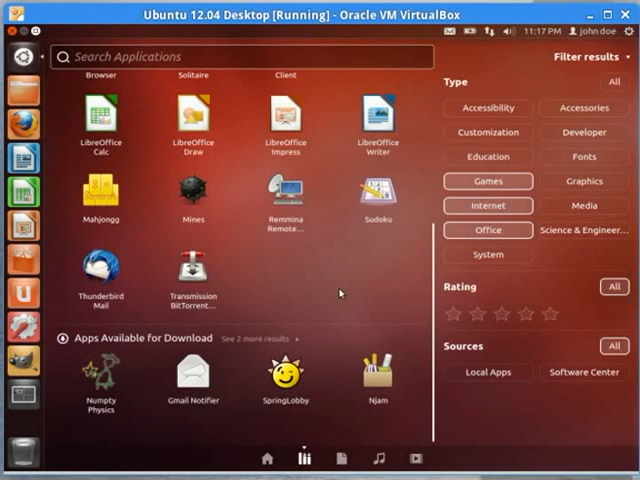 Ubuntu 12.04 Desktop [Running] - Oracle VM VirtualBox
11:17 PM john doe
Search Applications
Filter results
Browser Solitaire Client
Type All
Accessibility Accessories
LibreOffice Calc
LibreOffice Draw
LibreOffice Impress
LibreOffice Writer
Customization Developer
Education Fonts
Games Graphics
Internet Media
Mahjongg Mines Remmina Remote... Sudoku
Office Science & Engineer...
System
Rating All
Thunderbird Mail
Transmission BitTorrent...
Apps Available for Download See 2 more results
Sources All
Local Apps Software Center
Numpty Physics
Gmail Notifier
SpringLobby
Njam